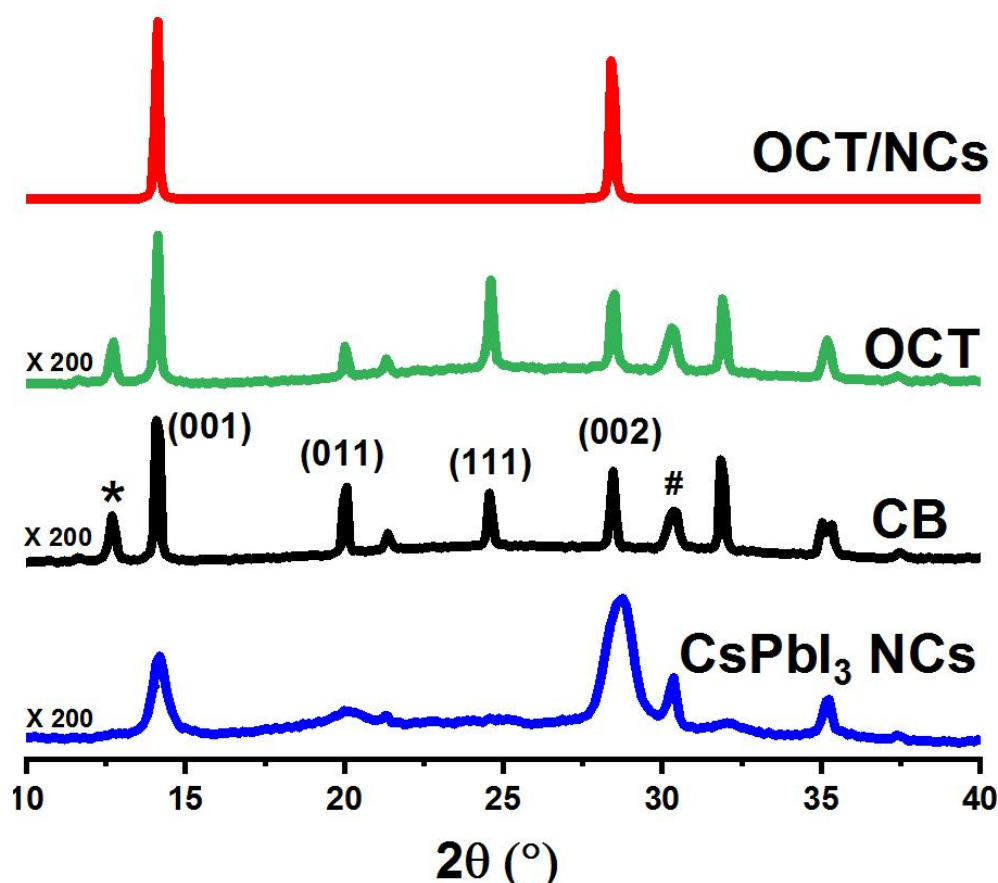 OCT/NCs
X 200
OCT
(001)
(011)
(111)
(002)
*
#
X 200
CB
CsPbI₃ NCs
X 200
10 15 20 25 30 35 40
2θ (°)